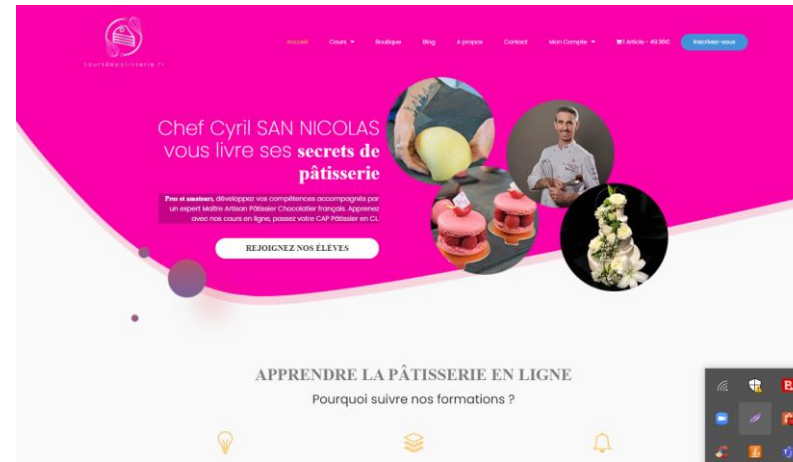 coursdepatisserie.fr
Accueil Cours Boutique Blog A propos Contact Mon Compte 1 Article - 49.36€ Inscrivez-vous
Chef Cyril SAN NICOLAS
vous livre ses secrets de
pâtisserie
Pros et amateurs, développez vos compétences accompagnés par
un expert Maître Artisan Pâtissier Chocolatier français. Apprenez
avec nos cours en ligne, passez votre CAP Pâtissier en CL
REJOIGNEZ NOS ÉLÈVES
APPRENDRE LA PÂTISSERIE EN LIGNE
Pourquoi suivre nos formations ?